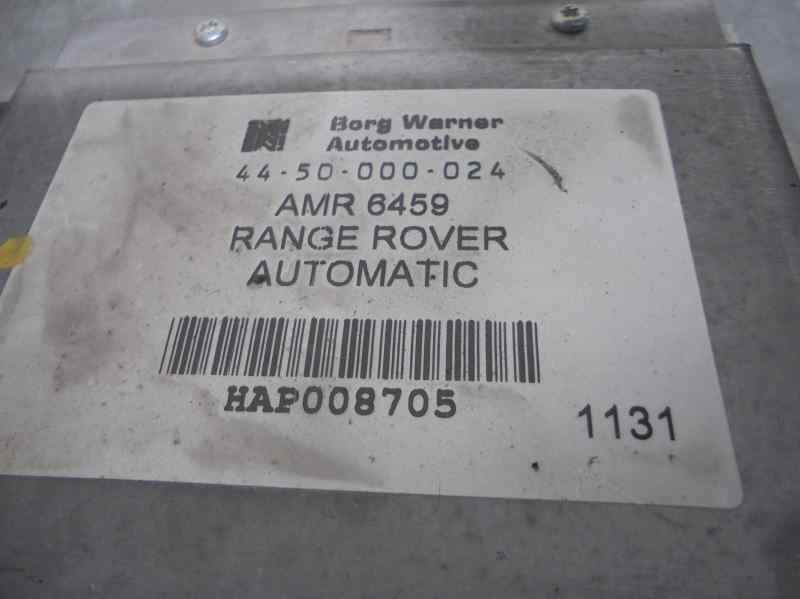 Borg Warner
Automotive
44-50-000-024
AMR 6459
RANGE ROVER
AUTOMATIC
HAP008705
1131